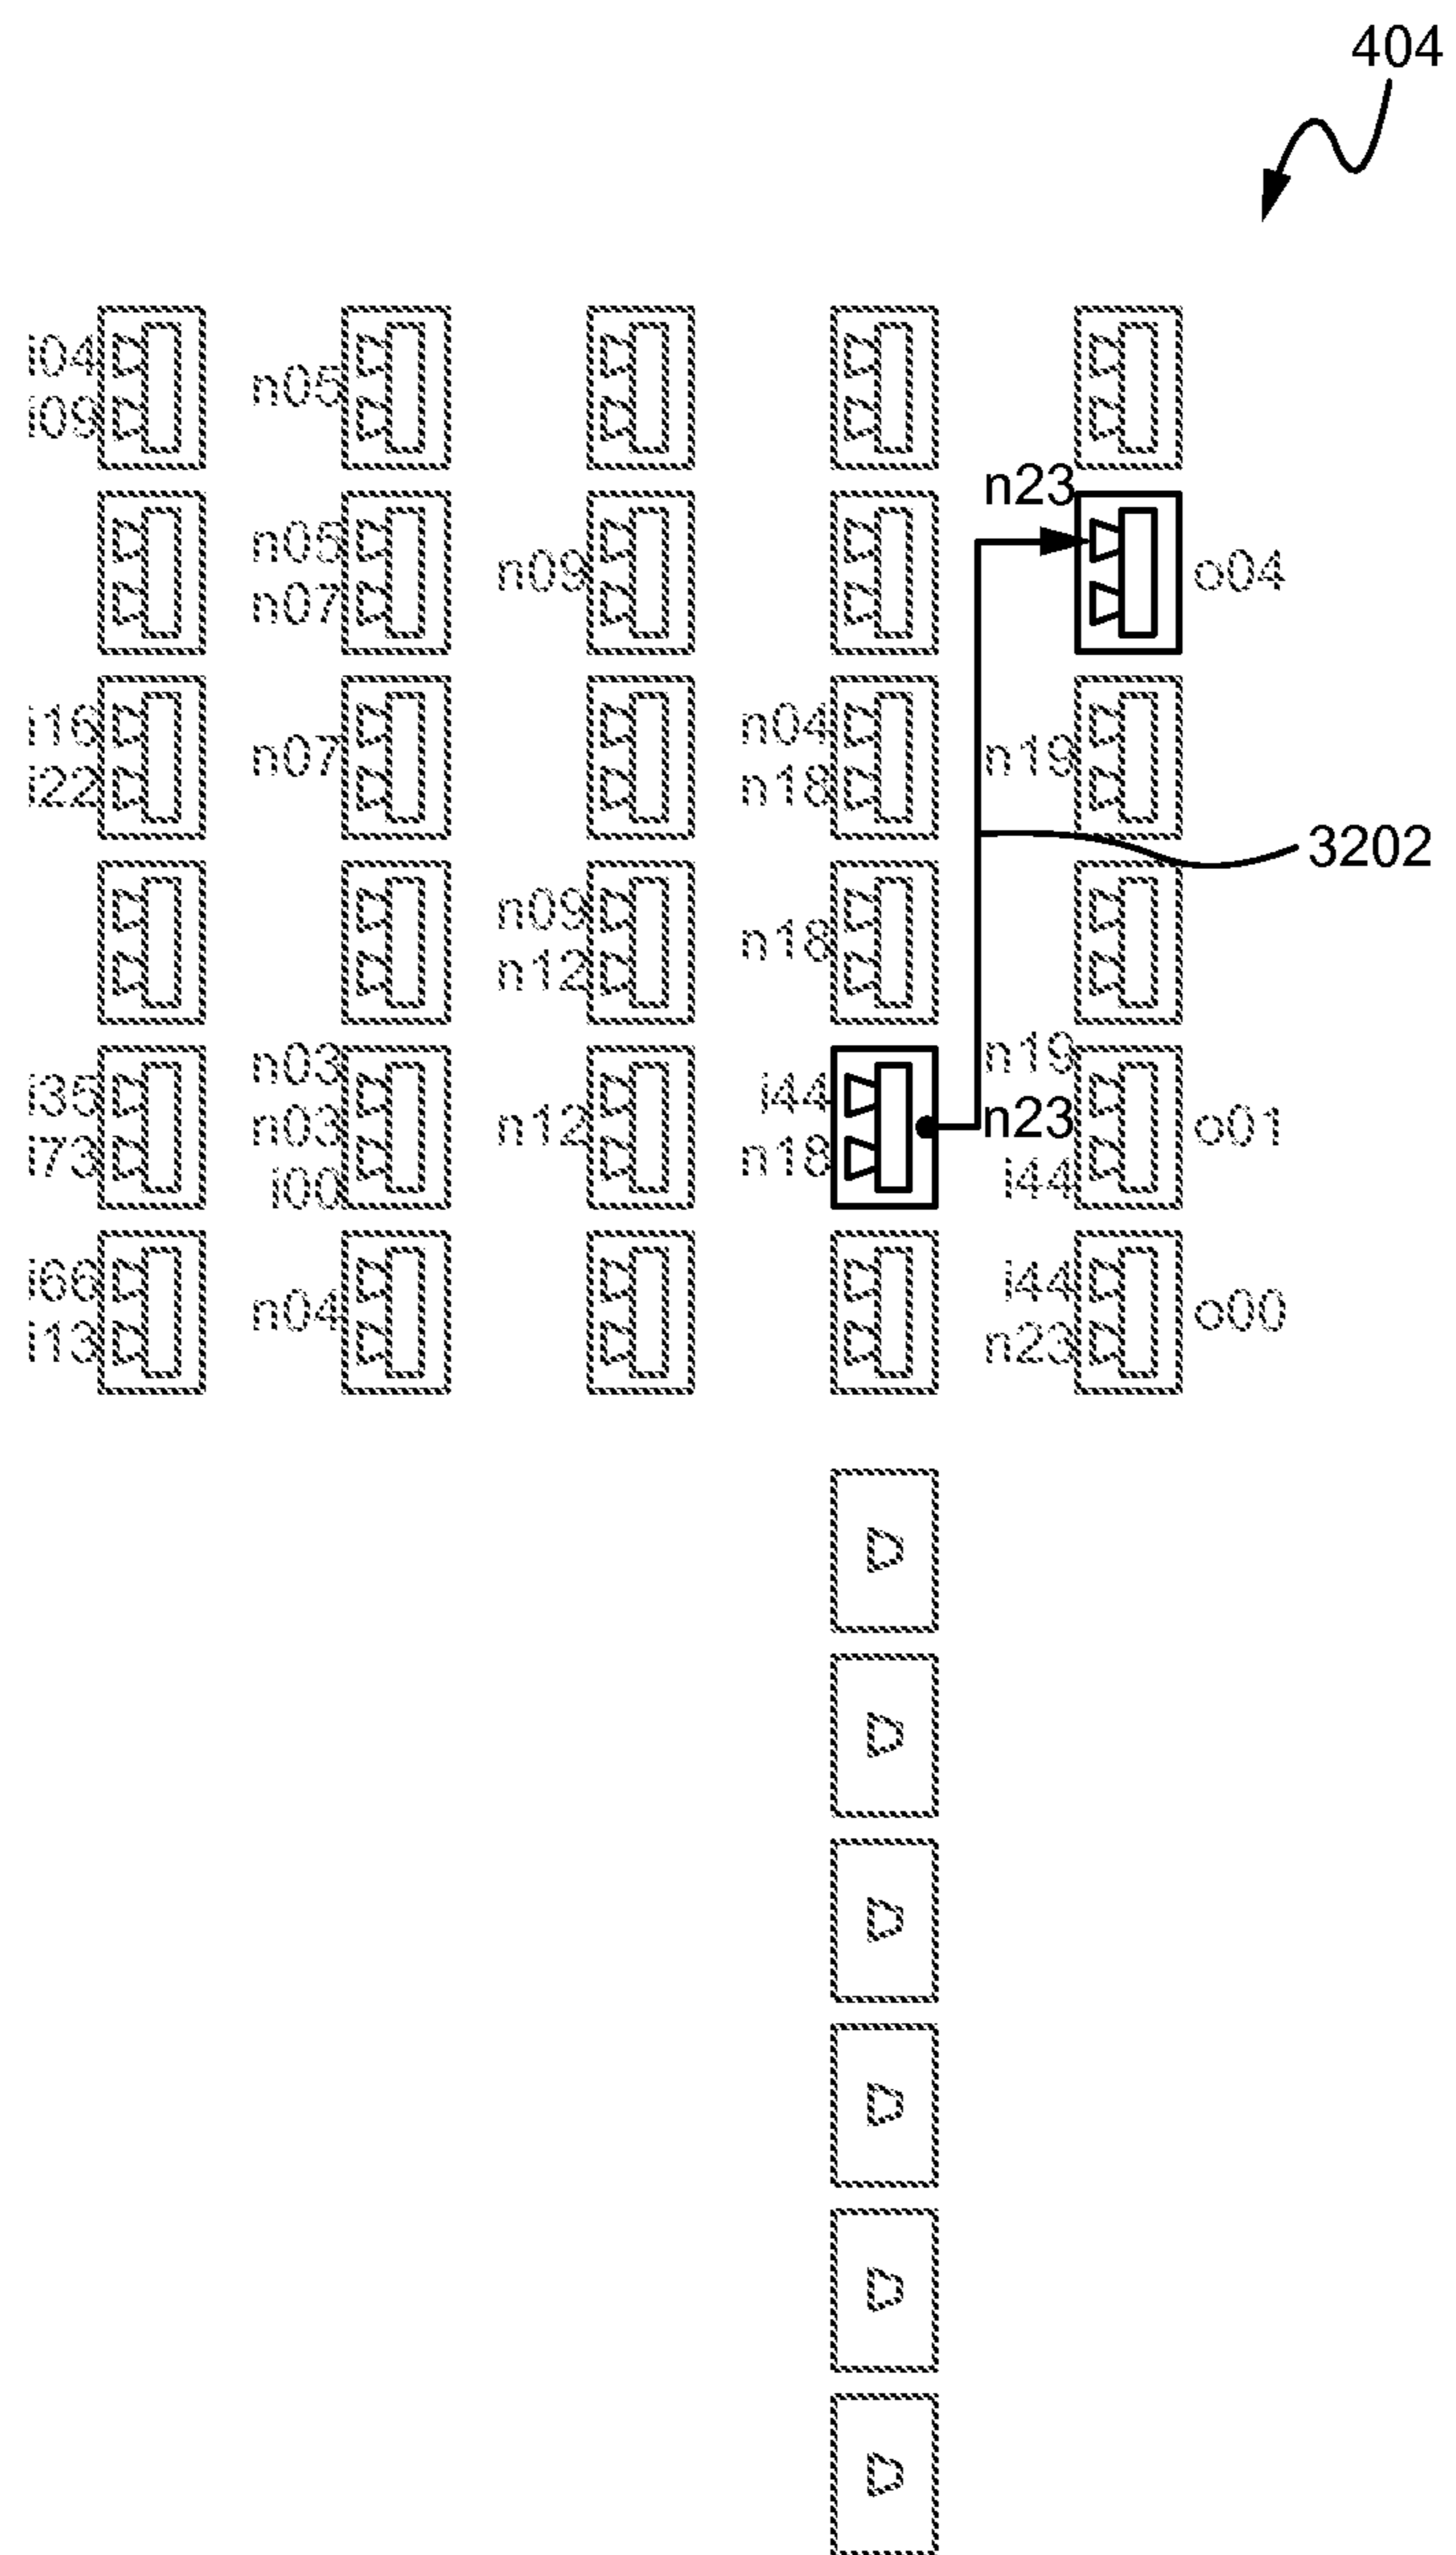 404
i04
i09 n05
n23
n05 n09 o04
n07
i16 n04
n07 n19
i22 n18
3202
n09 n18
n12
n03 n19
i35 i44
n03 n12 n23 o01
i73 n18
i00 i44
i66 i44
n04 o00
i13 n23